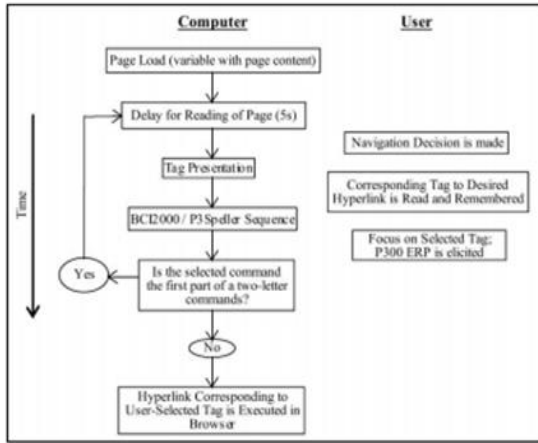 Computer
User
Page Load (variable with page content)
Delay for Reading of Page (5s)
Navigation Decision is made
Tag Presentation
Corresponding Tag to Desired
Hyperlink is Read and Remembered
Time
BCI2000 / P3Speller Sequence
Focus on Selected Tag;
P300 ERP is elicited
Yes
Is the selected command
the first part of a two-letter
commands?
No
Hyperlink Corresponding to
User-Selected Tag is Executed in
Browser